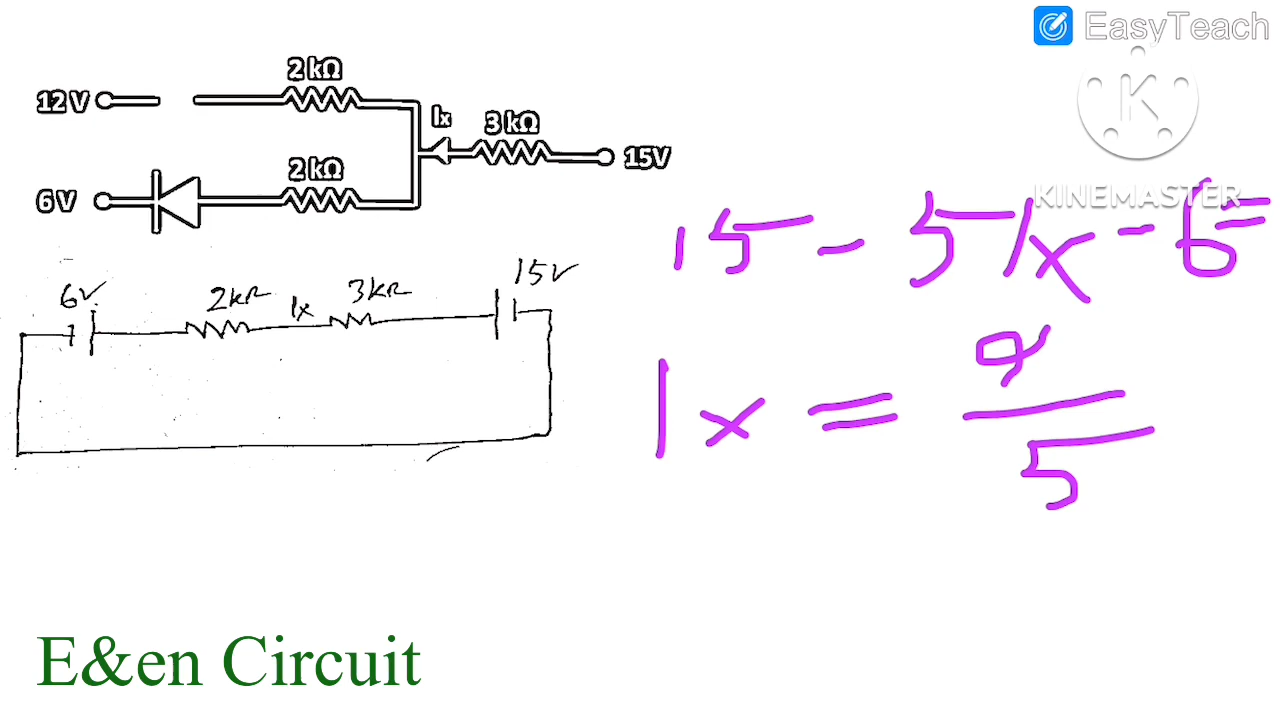 EasyTeach
KINEMASTER
2 kΩ
12 V
Ix
3 kΩ
15V
2 kΩ
6 V
15 - 5Ix - 6 =
6V
2kΩ
Ix
3kΩ
15V
Ix = 9/5
E&en Circuit